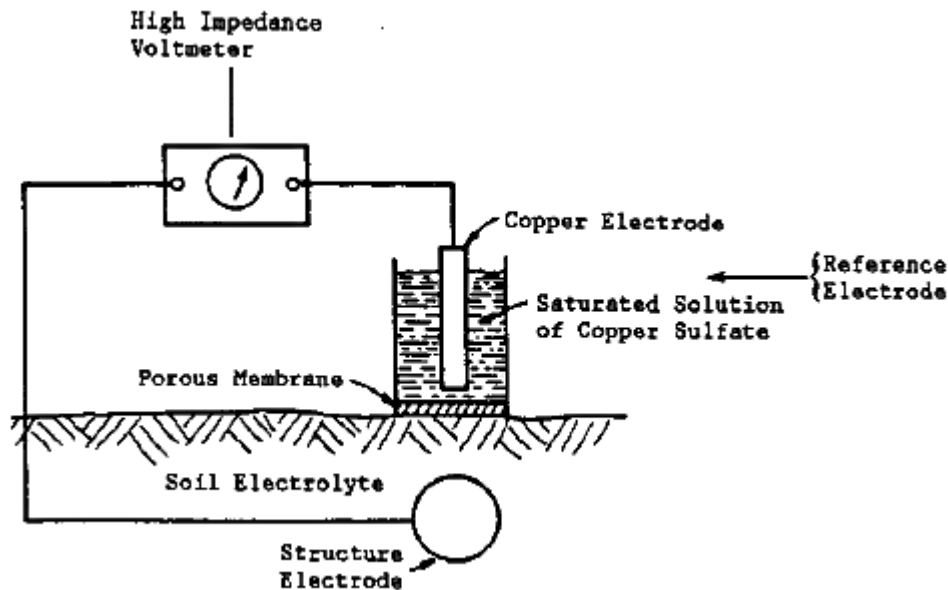 High Impedance
Voltmeter
Copper Electrode
Reference
Electrode
Saturated Solution
of Copper Sulfate
Porous Membrane
Soil Electrolyte
Structure
Electrode